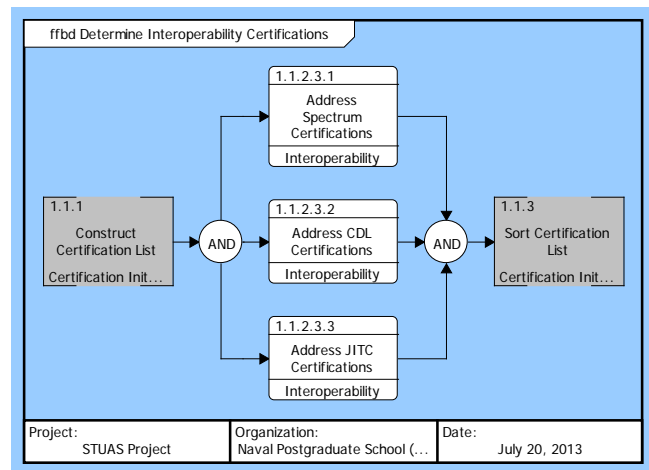 ffbd Determine Interoperability Certifications
1.1.2.3.1
Address
Spectrum
Certifications
Interoperability
1.1.1
Construct
Certification List
Certification Init...
AND
1.1.2.3.2
Address CDL
Certifications
Interoperability
AND
1.1.3
Sort Certification
List
Certification Init...
1.1.2.3.3
Address JITC
Certifications
Interoperability
Project:
STUAS Project
Organization:
Naval Postgraduate School (...
Date:
July 20, 2013